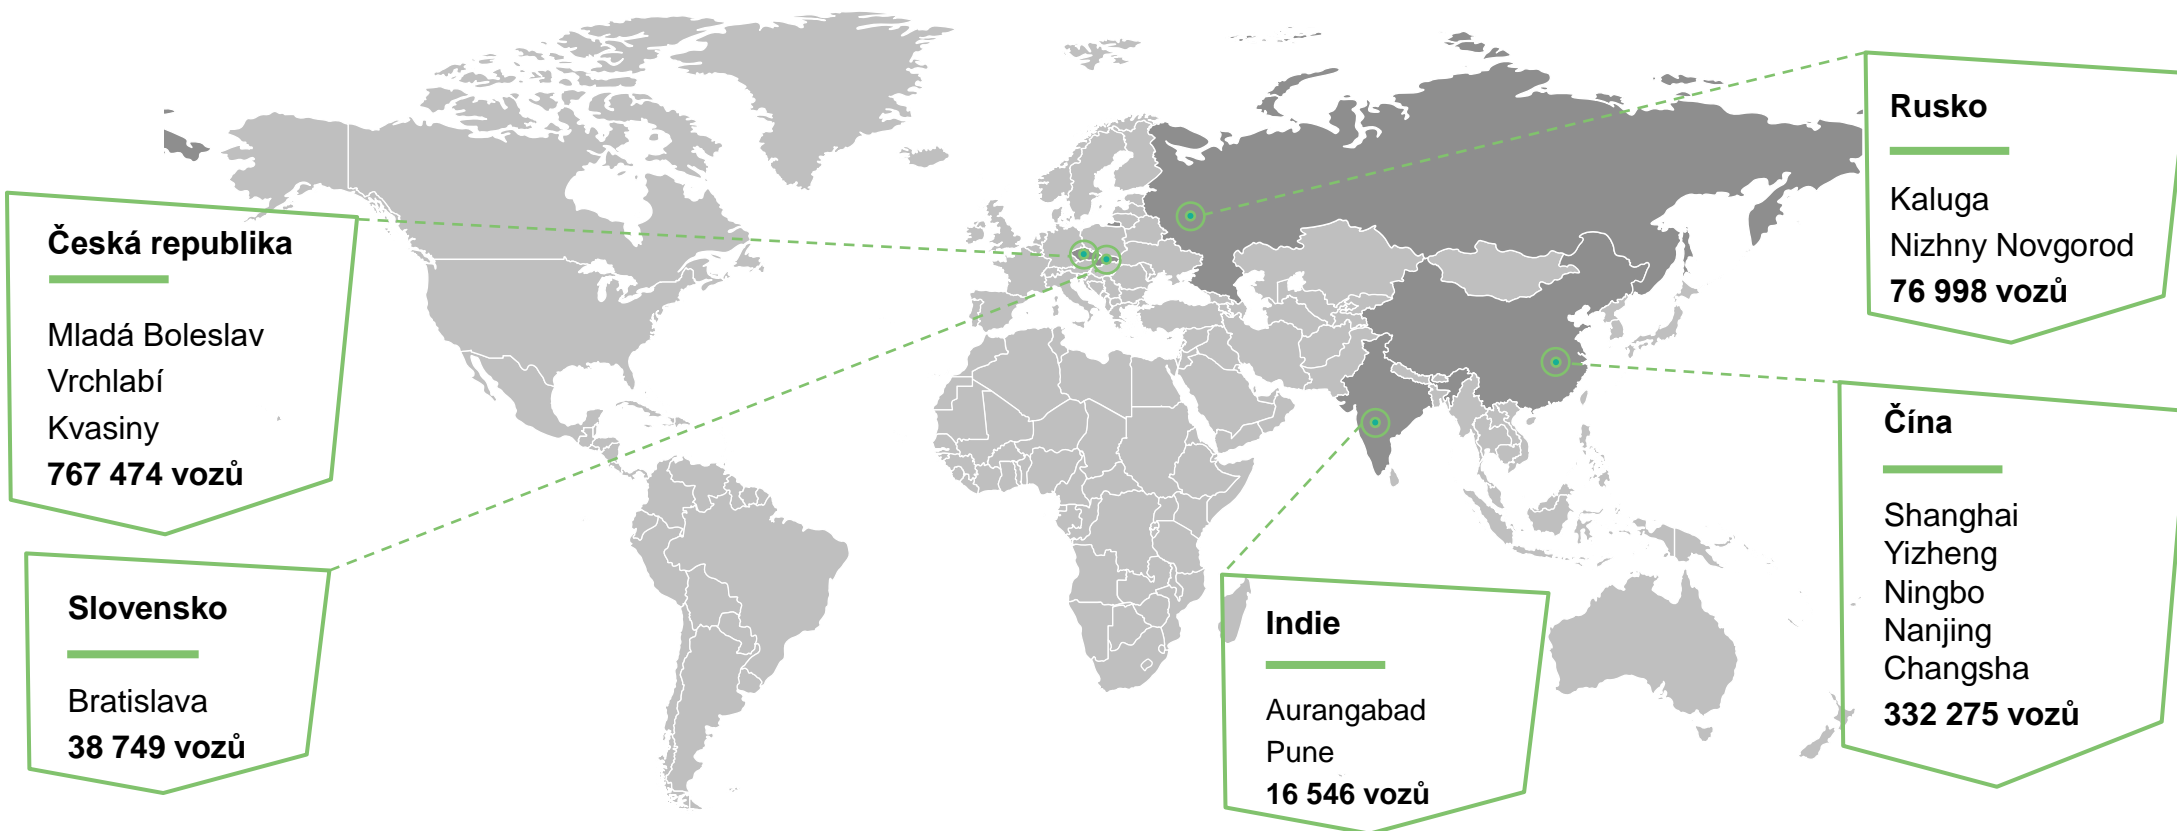 Česká republika
Mladá Boleslav
Vrchlabí
Kvasiny
767 474 vozů
Slovensko
Bratislava
38 749 vozů
Indie
Aurangabad
Pune
16 546 vozů
Rusko
Kaluga
Nizhny Novgorod
76 998 vozů
Čína
Shanghai
Yizheng
Ningbo
Nanjing
Changsha
332 275 vozů